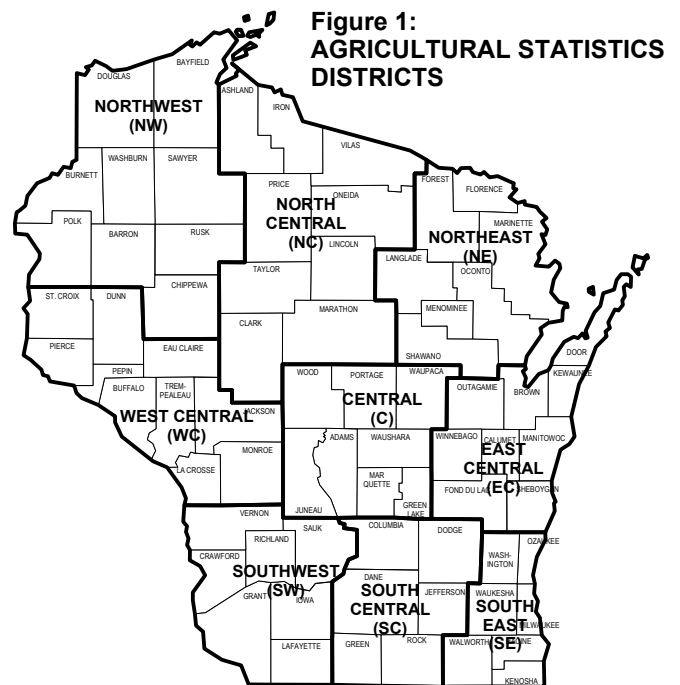 Figure 1:
AGRICULTURAL STATISTICS
DISTRICTS
BAYFIELD
DOUGLAS
ASHLAND
NORTHWEST
(NW)
IRON
VILAS
WASHBURN
SAWYER
BURNETT
PRICE
FOREST
FLORENCE
ONEIDA
NORTH
CENTRAL
(NC)
POLK
BARRON
RUSK
MARINETTE
NORTHEAST
(NE)
LINCOLN
LANGLADE
TAYLOR
OCONTO
CHIPPEWA
ST. CROIX
DUNN
CLARK
MARATHON
MENOMINEE
PIERCE
EAU CLAIRE
SHAWANO
DOOR
PEPIN
WOOD
PORTAGE
WAUPACA
KEWAUNEE
BUFFALO
TREM-
PEALEAU
OUTAGAMIE
BROWN
CENTRAL
(C)
JACKSON
WEST CENTRAL
(WC)
ADAMS
WAUSHARA
WINNEBAGO
CALUMET
MANITOWOC
EAST
CENTRAL
(EC)
MONROE
LA CROSSE
MAR
QUETTE
FOND DU LAC
SHEBOYGAN
GREEN
LAKE
VERNON
JUNEAU
SAUK
COLUMBIA
DODGE
RICHLAND
OZAUKEE
CRAWFORD
WASH-
INGTON
SOUTHWEST
(SW)
DANE
GRANT
IOWA
SOUTH
CENTRAL
(SC)
JEFFERSON
WAUKESHA
SOUTH
EAST
(SE)
MILWAUKEE
LAFAYETTE
GREEN
ROCK
WALWORTH
RACINE
KENOSHA